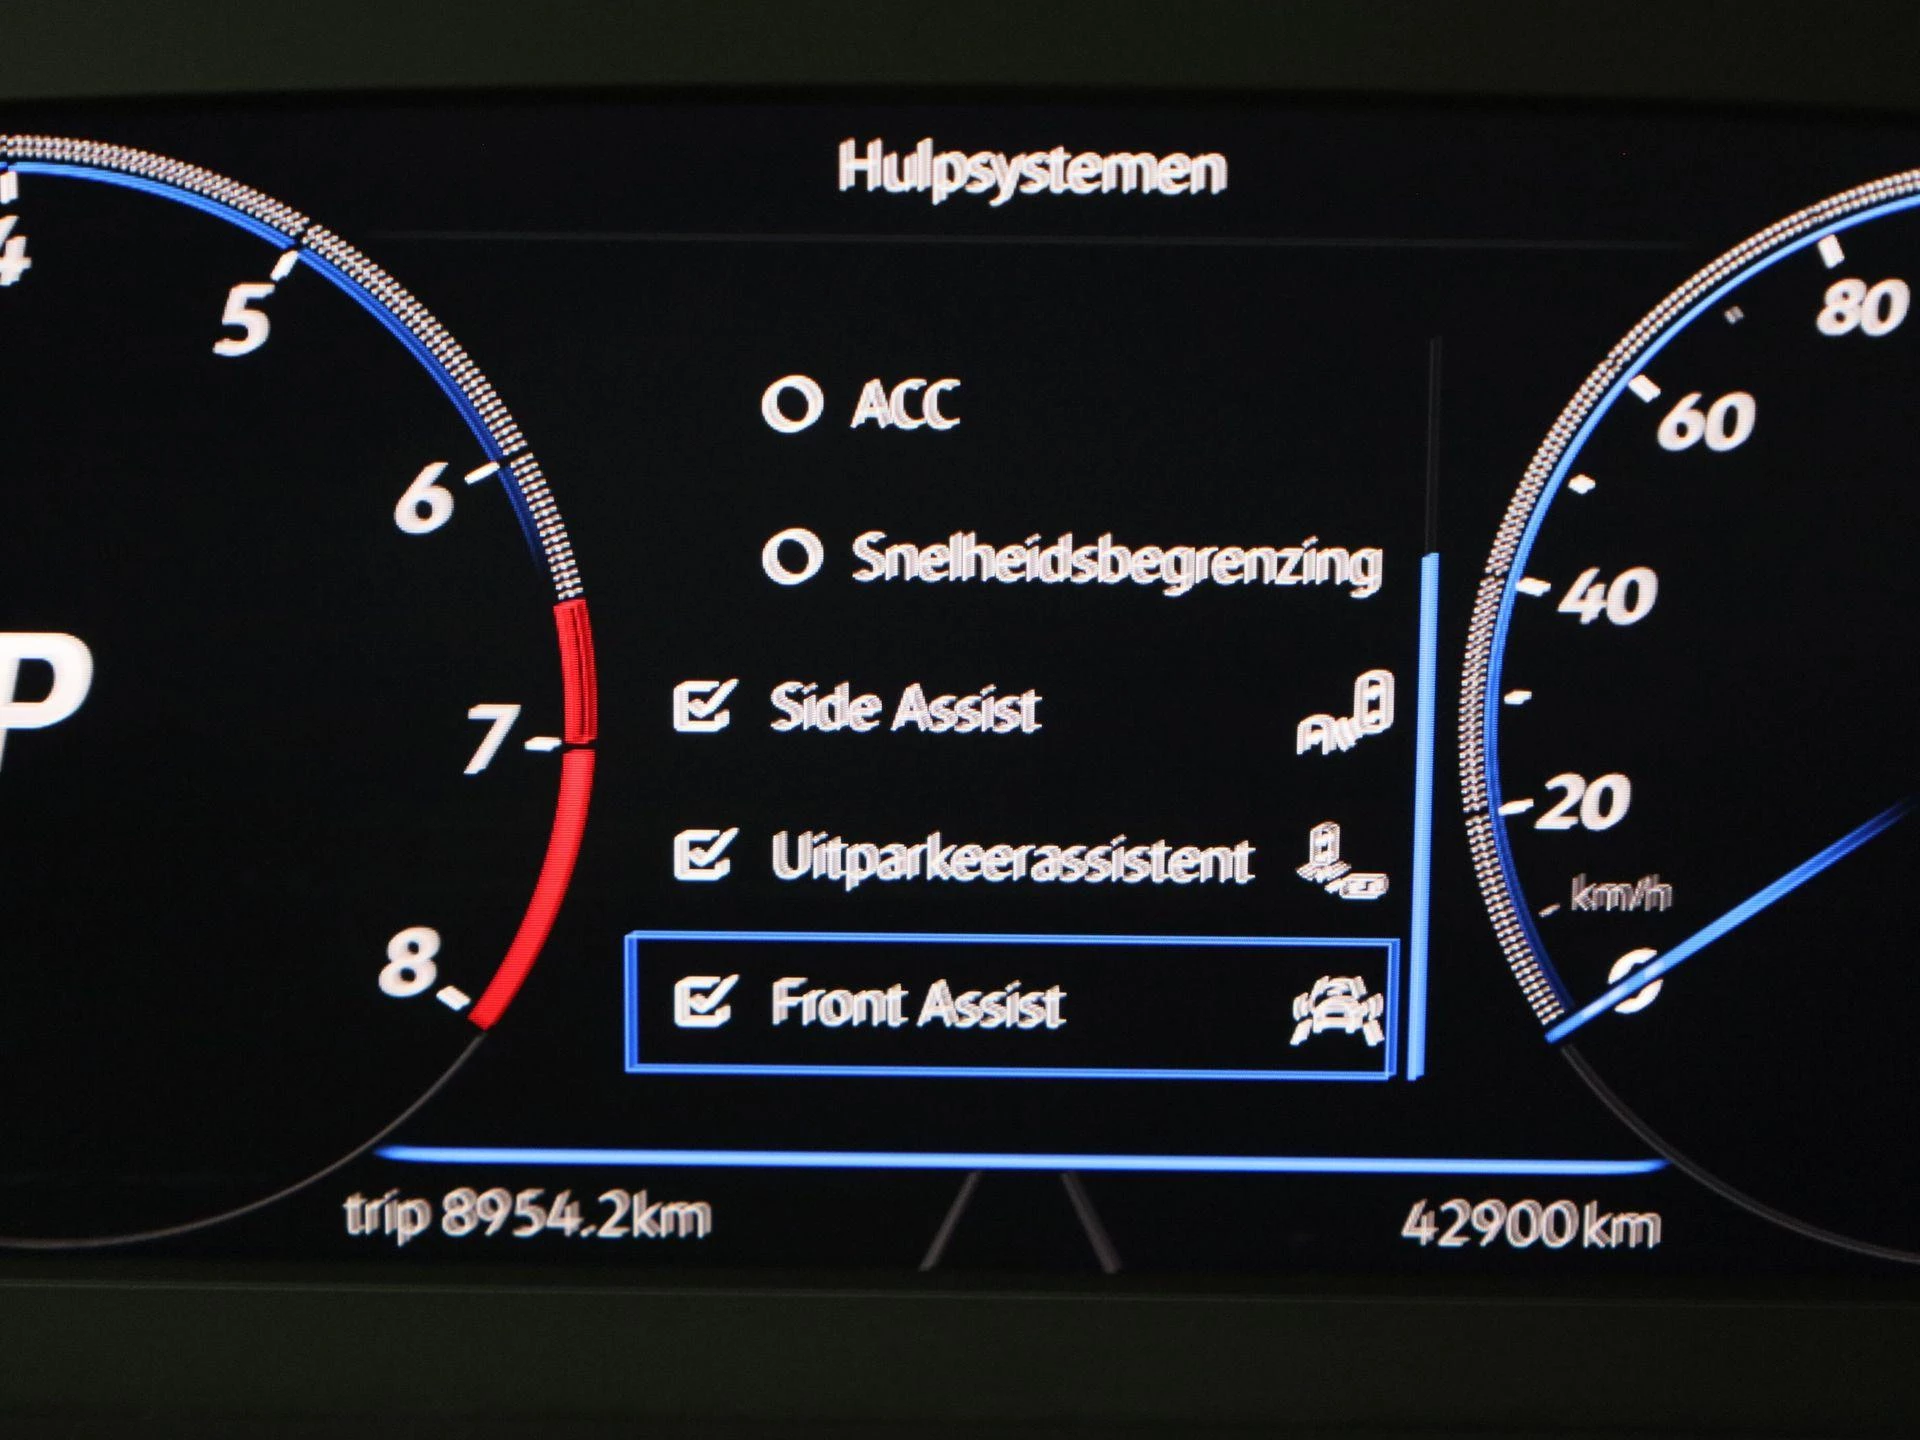 Hulpsystemen
4
5
6
7
8
P
ACC
Snelheidsbegrenzing
Side Assist
Uitparkeerassistent
Front Assist
80
60
40
20
km/h
0
trip 8954.2km
42900km